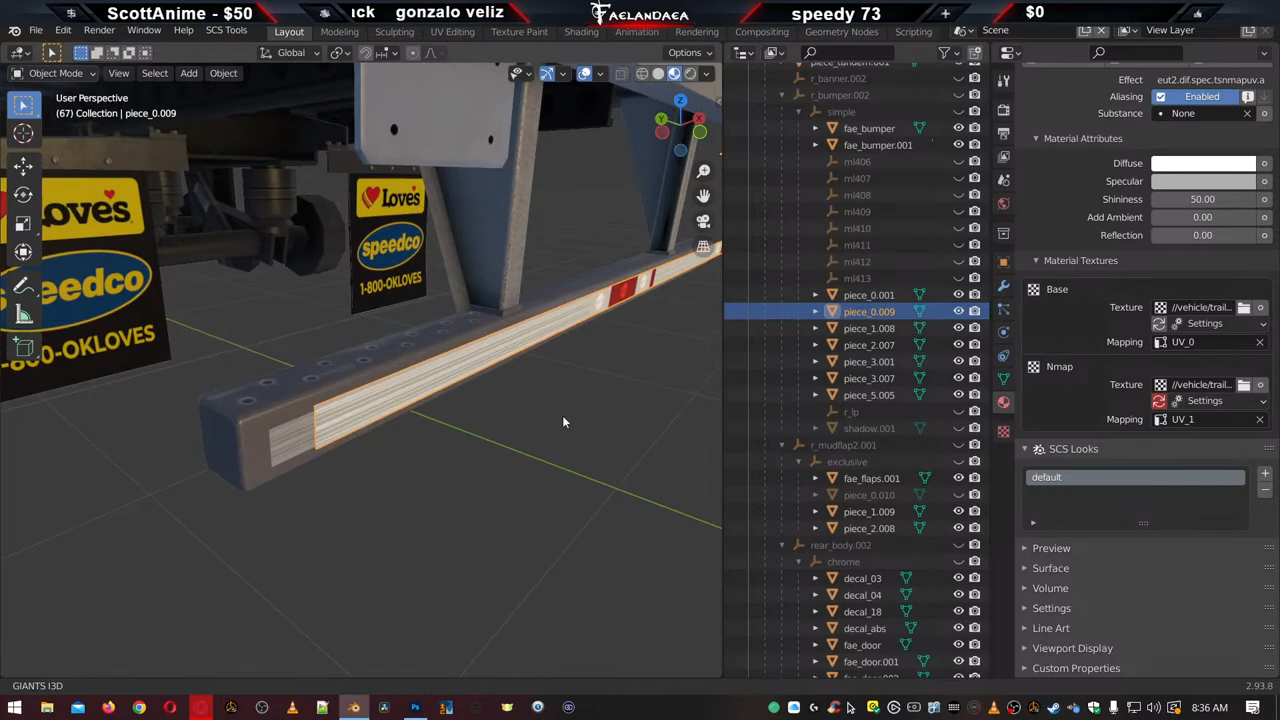 ScottAnime - $50
ack gonzalo veliz
FAELANDAEA
speedy 73
$0
File Edit Render Window Help SCS Tools
Layout Modeling Sculpting UV Editing Texture Paint Shading Animation Rendering Compositing Geometry Nodes Scripting
Scene
View Layer
Global
Options
Object Mode View Select Add Object
User Perspective
(67) Collection | piece_0.009
Z
Y
X
Love's
speedco
1-800-OKLOVES
oves
eedco
-800-OKLOVES
r_banner.002
r_bumper.002
simple
fae_bumper
fae_bumper.001
ml406
ml407
ml408
ml409
ml410
ml411
ml412
ml413
piece_0.001
piece_0.009
piece_1.008
piece_2.007
piece_3.001
piece_3.007
piece_5.005
r_lp
shadow.001
r_mudflap2.001
exclusive
fae_flaps.001
piece_0.010
piece_1.009
piece_2.008
rear_body.002
chrome
decal_03
decal_04
decal_18
decal_abs
fae_door
fae_door.001
Effect eut2.dif.spec.tsnmapuv.a
Aliasing Enabled
Substance None
Material Attributes
Diffuse
Specular
Shininess 50.00
Add Ambient 0.00
Reflection 0.00
Material Textures
Base
Texture //vehicle/trail...
Settings
Mapping UV_0
Nmap
Texture //vehicle/trail...
Settings
Mapping UV_1
SCS Looks
default
Preview
Surface
Volume
Settings
Line Art
Viewport Display
Custom Properties
GIANTS I3D
2.93.8
8:36 AM